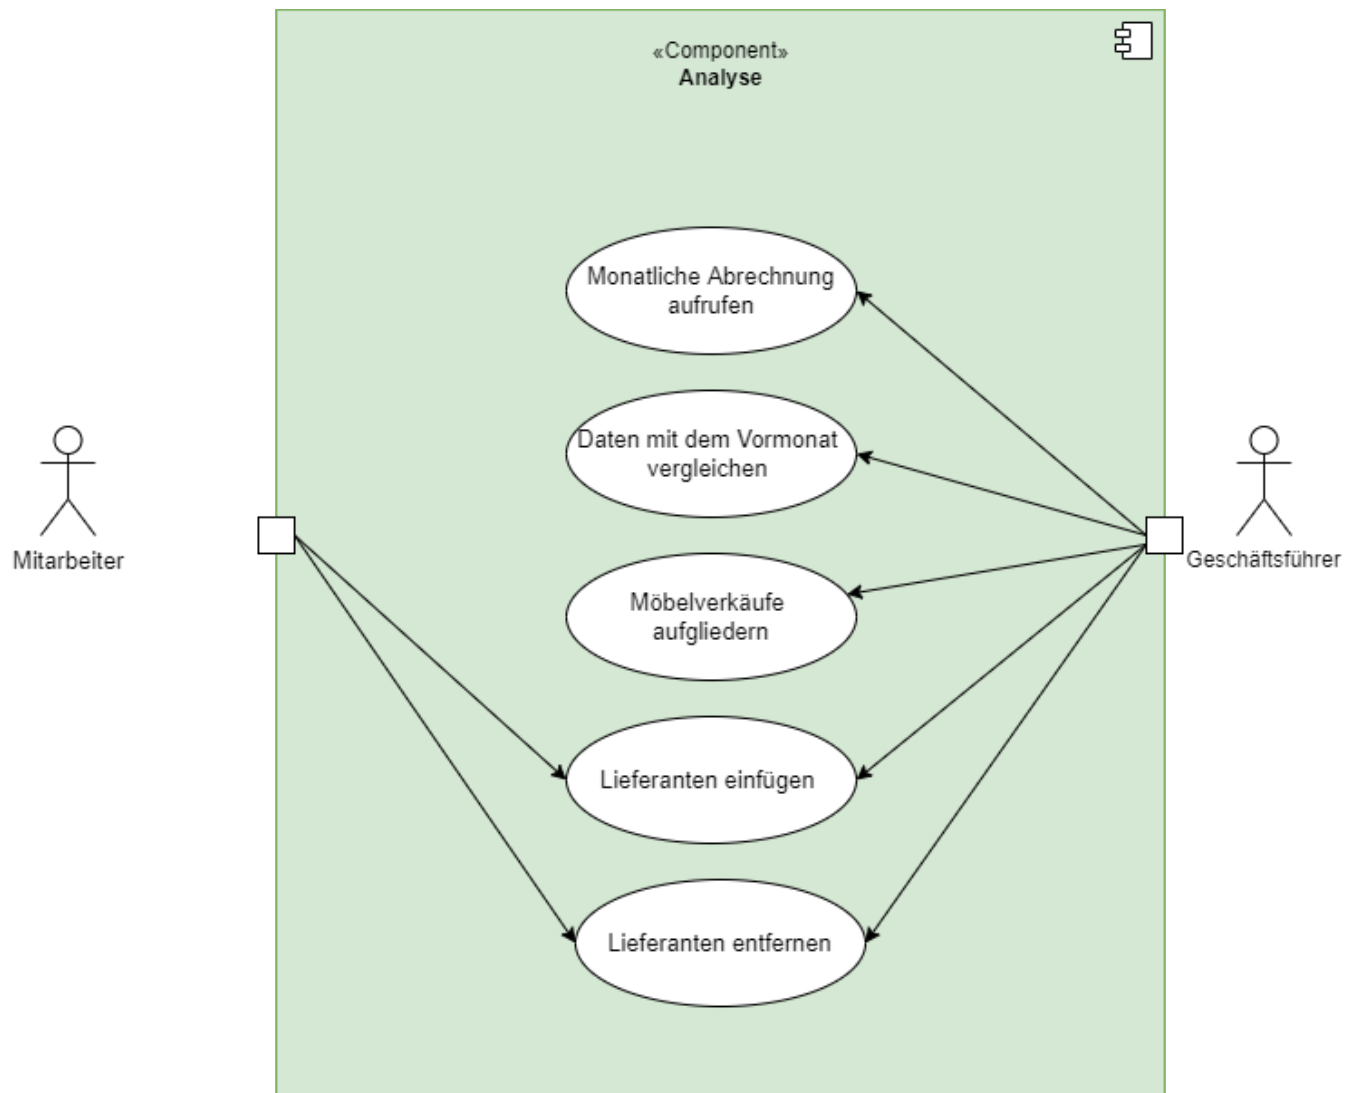 «Component»
Analyse
Monatliche Abrechnung
aufrufen
Daten mit dem Vormonat
vergleichen
Mitarbeiter
Geschäftsführer
Möbelverkäufe
aufgliedern
Lieferanten einfügen
Lieferanten entfernen